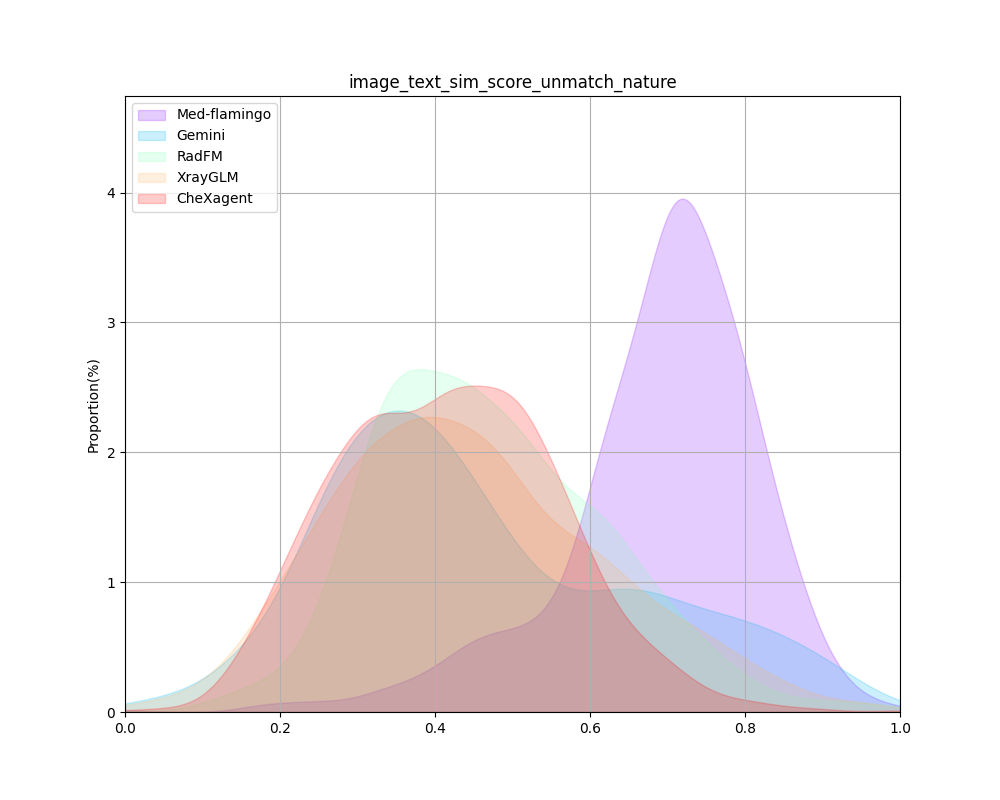 image_text_sim_score_unmatch_nature
Med-flamingo
Gemini
RadFM
XrayGLM
CheXagent
Proportion(%)
4
3
2
1
0
0.0 0.2 0.4 0.6 0.8 1.0